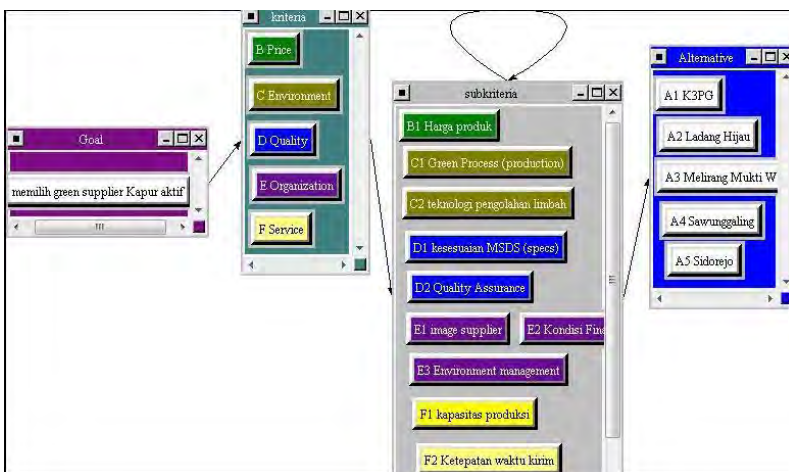 Goal
memilih green supplier Kapur aktif
kriteria
B Price
C Environment
D Quality
E Organization
F Service
subkriteria
B1 Harga produk
C1 Green Process (production)
C2 teknologi pengolahan limbah
D1 kesesuaian MSDS (specs)
D2 Quality Assurance
E1 image supplier
E2 Kondisi Fina
E3 Environment management
F1 kapasitas produksi
F2 Ketepatan waktu kirim
Alternative
A1 K3PG
A2 Ladang Hijau
A3 Melirang Mukti W
A4 Sawunggaling
A5 Sidorejo